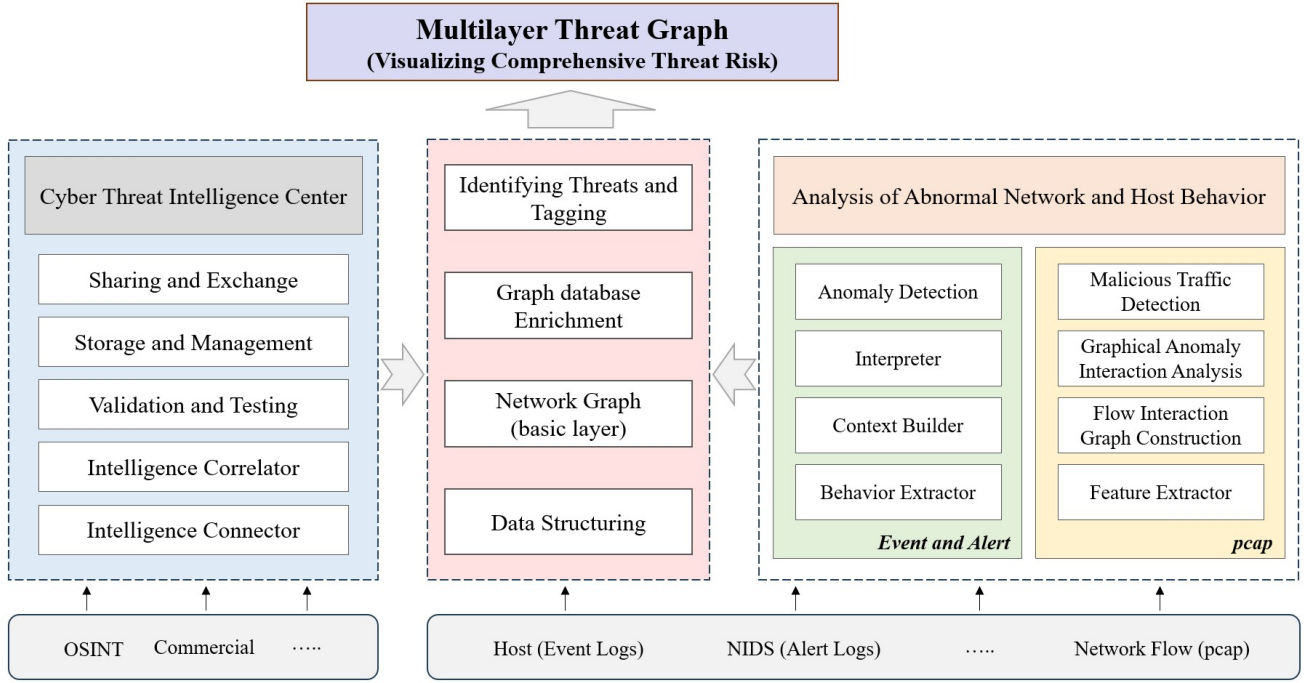 Multilayer Threat Graph
(Visualizing Comprehensive Threat Risk)
Cyber Threat Intelligence Center
Sharing and Exchange
Storage and Management
Validation and Testing
Intelligence Correlator
Intelligence Connector
Identifying Threats and
Tagging
Graph database
Enrichment
Network Graph
(basic layer)
Data Structuring
Analysis of Abnormal Network and Host Behavior
Anomaly Detection
Interpreter
Context Builder
Behavior Extractor
Event and Alert
Malicious Traffic
Detection
Graphical Anomaly
Interaction Analysis
Flow Interaction
Graph Construction
Feature Extractor
pcap
OSINT
Commercial
…..
Host (Event Logs)
NIDS (Alert Logs)
…..
Network Flow (pcap)